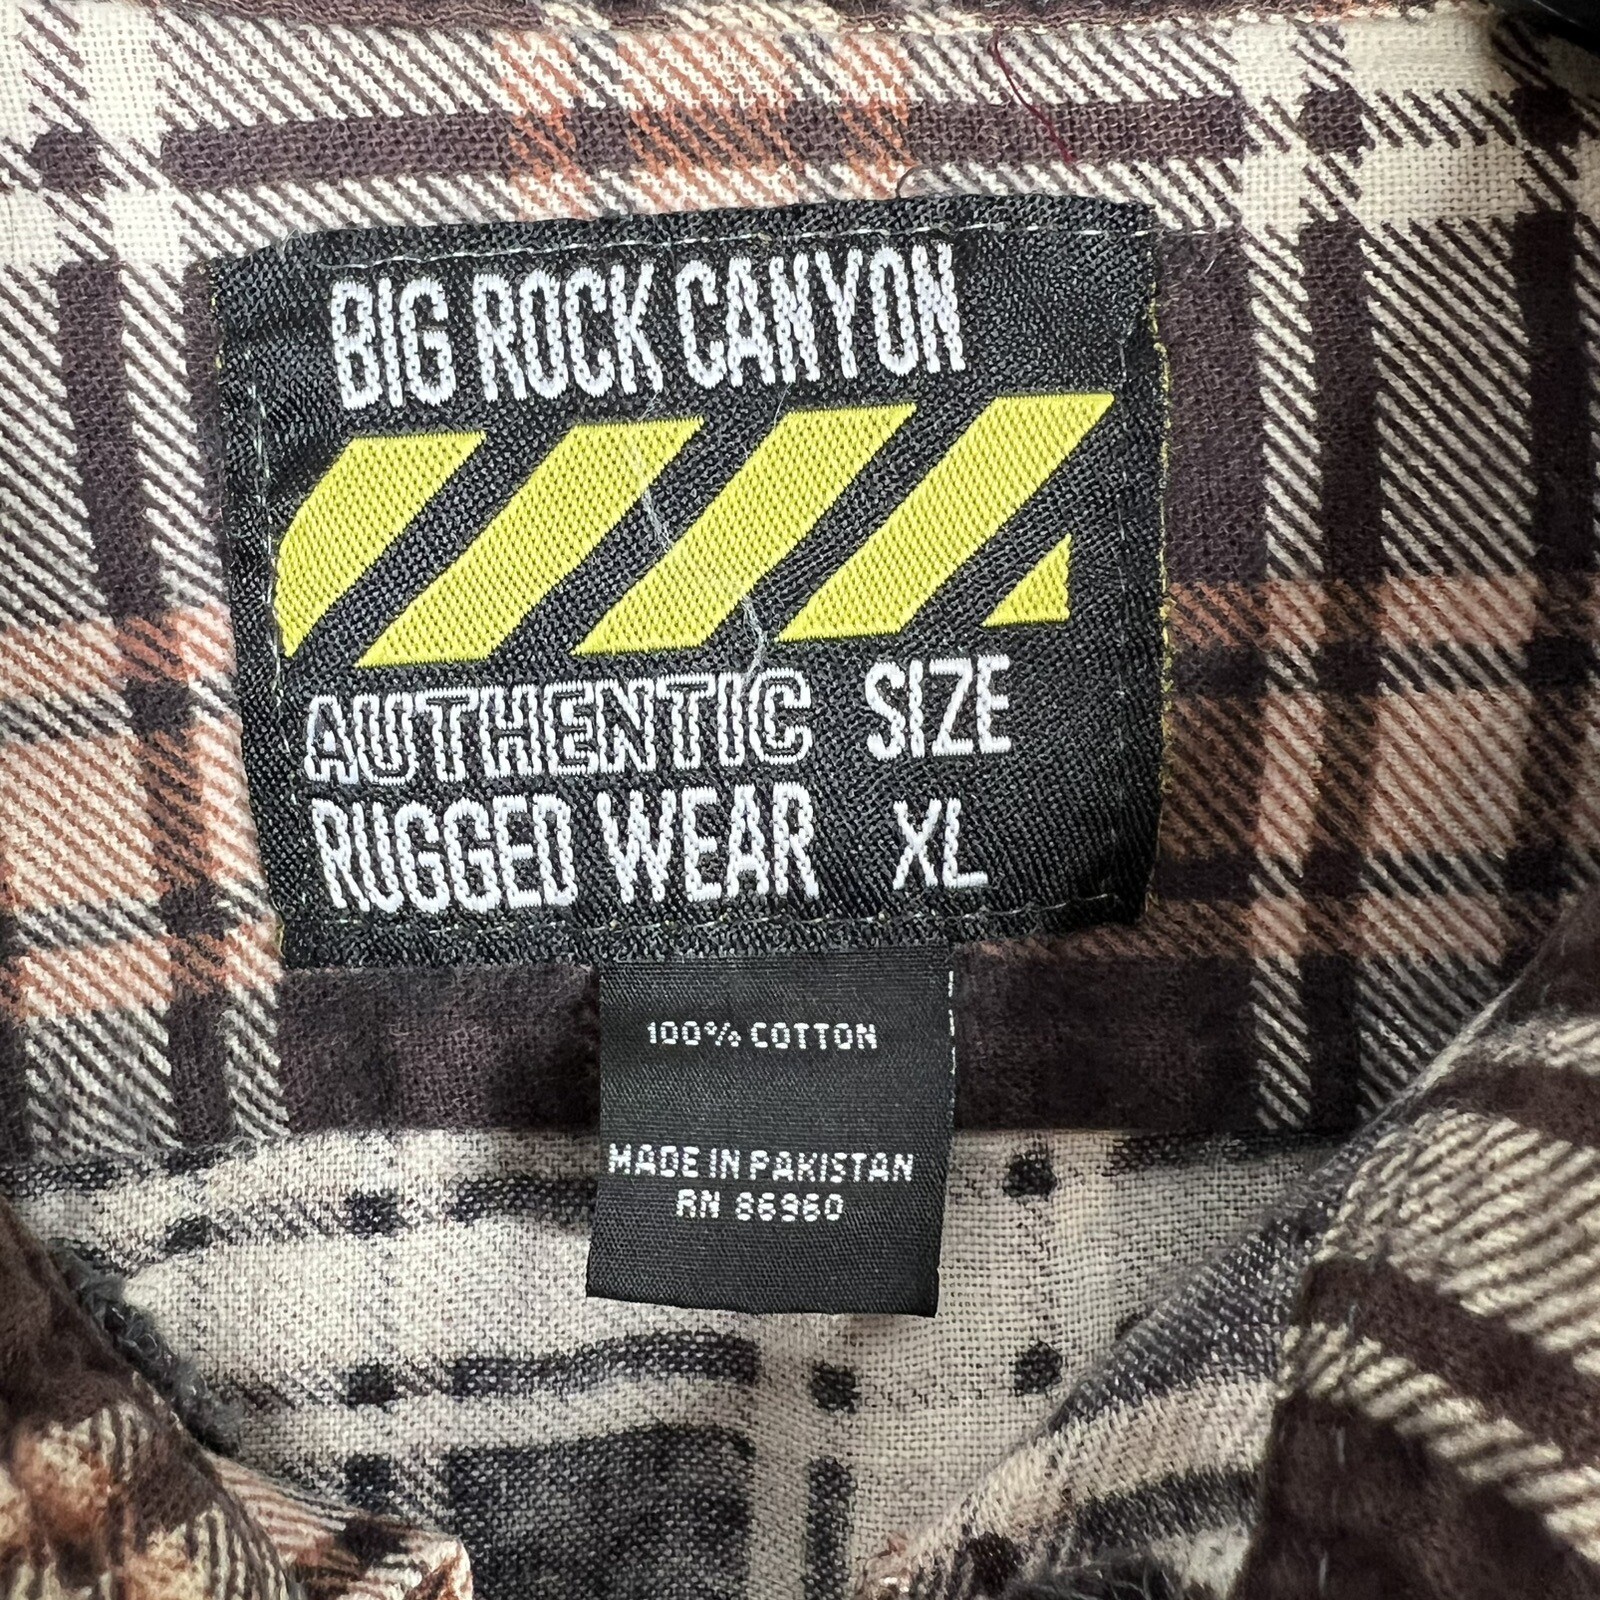 BIG ROCK CANYON
AUTHENTIC SIZE
RUGGED WEAR XL
100% COTTON
MADE IN PAKISTAN
RN 86960